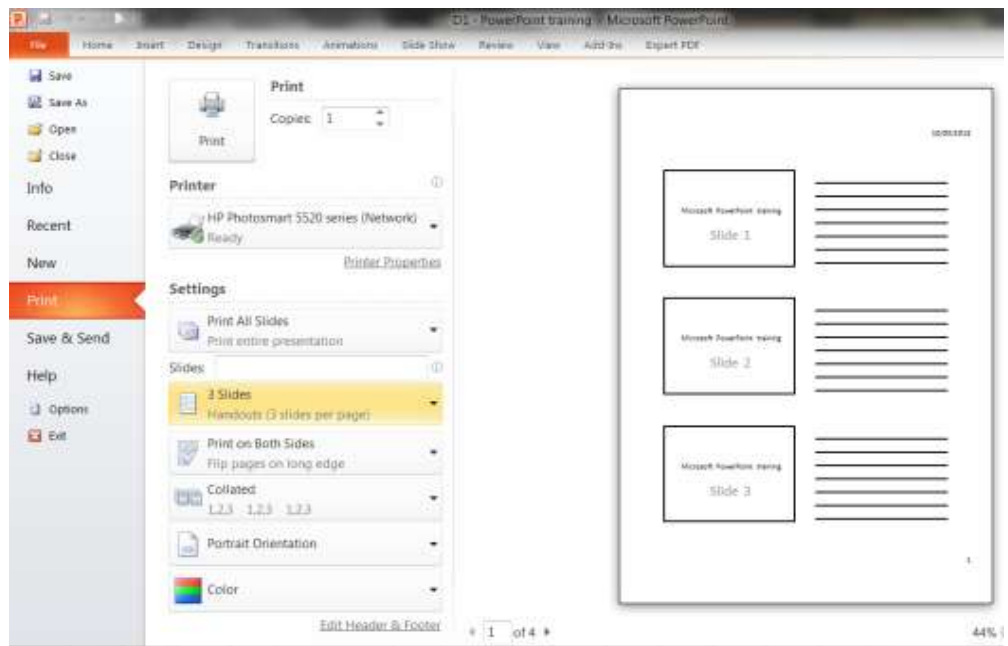 D1 - PowerPoint training - Microsoft PowerPoint
File Home Insert Design Transitions Animations Slide Show Review View Add-Ins Expert PDF
Save
Save As
Open
Close
Info
Recent
New
Print
Save & Send
Help
Options
Exit
Print
Print
Copies: 1
Printer
HP Photosmart 5520 series (Network)
Ready
Printer Properties
Settings
Print All Slides
Print entire presentation
Slides:
3 Slides
Handouts (3 slides per page)
Print on Both Sides
Flip pages on long edge
Collated
1,2,3 1,2,3 1,2,3
Portrait Orientation
Color
Edit Header & Footer
Microsoft PowerPoint training
Slide 1
Microsoft PowerPoint training
Slide 2
Microsoft PowerPoint training
Slide 3
1
1 of 4
44%